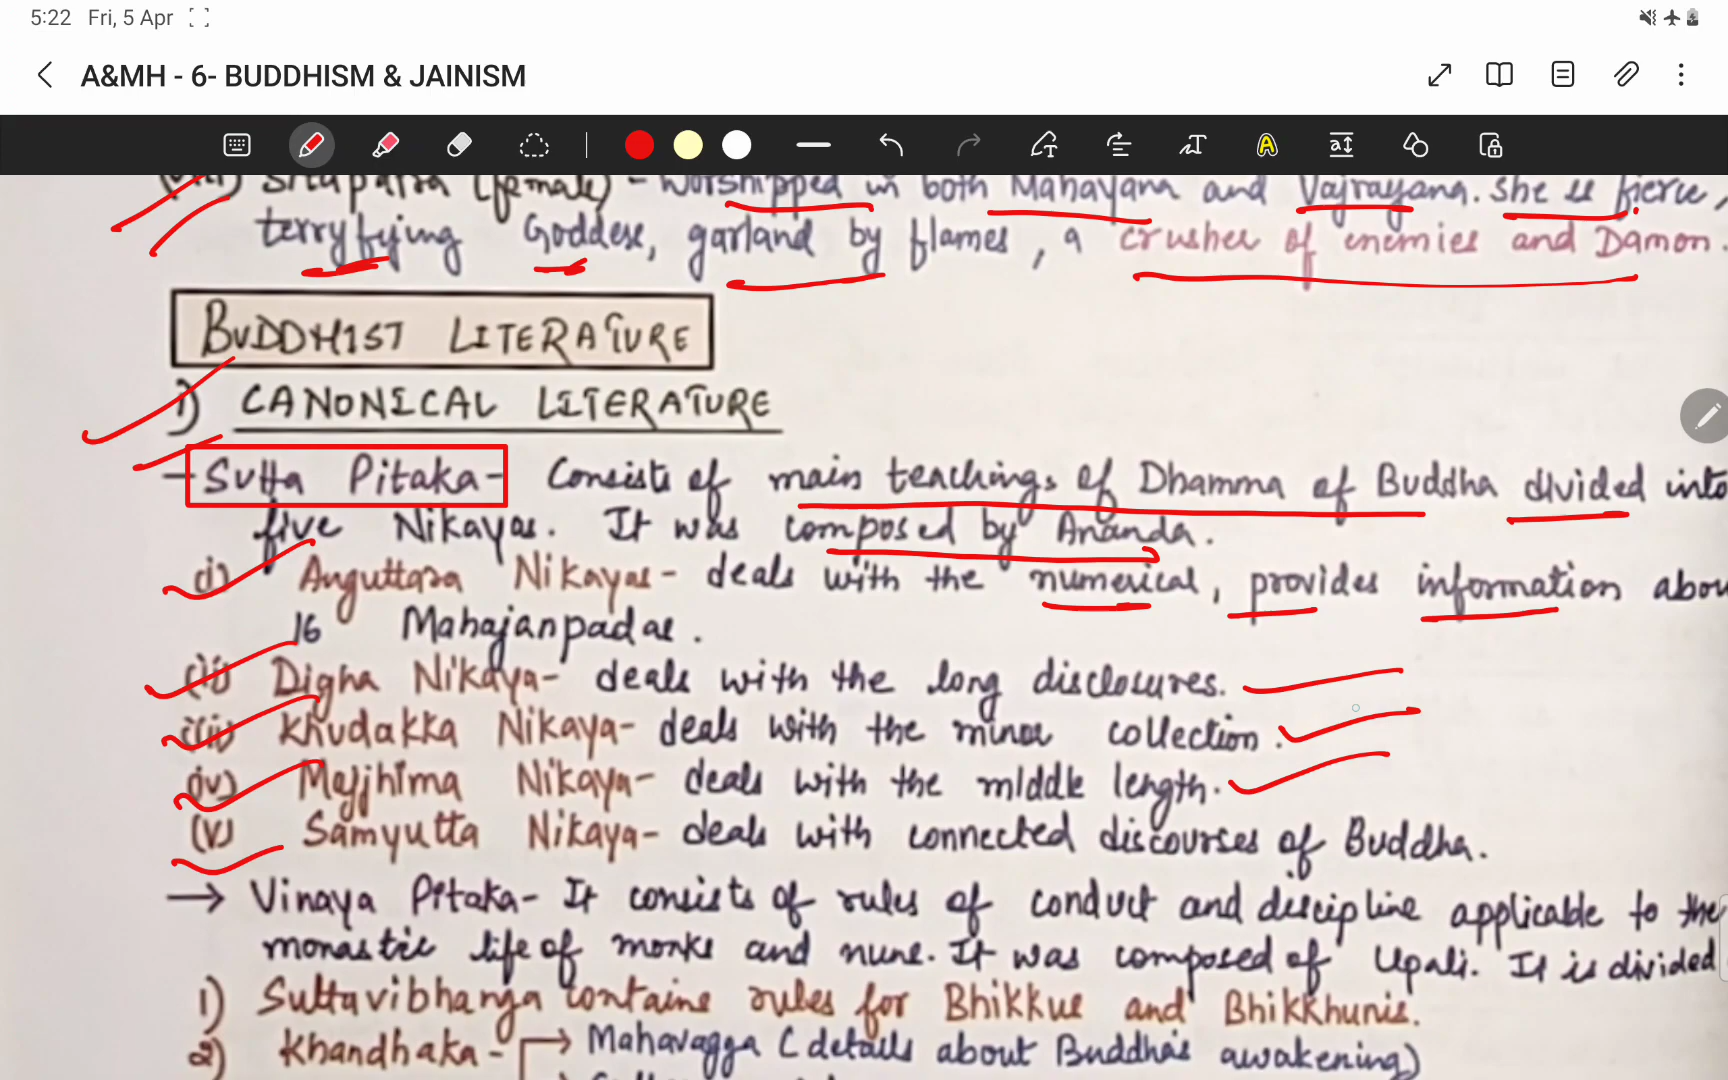 5:22 Fri, 5 Apr
A&MH - 6- BUDDHISM & JAINISM
(female) - Worshipped in both Mahayana and Vajrayana. She is fierce,
terryfying Goddess, garland by flames, a crusher of enemies and Damon.
BUDDHIST LITERATURE
i) CANONICAL LITERATURE
- Sutta Pitaka - Consists of main teachings of Dhamma of Buddha divided into
five Nikayas. It was composed by Ananda.
(i) Anguttara Nikayas - deals with the numerical, provides information abou
16 Mahajanpadas.
(ii) Digha Nikaya - deals with the long disclosures.
(iii) Khudakka Nikaya - deals with the minor collection.
(iv) Majjhima Nikaya - deals with the middle length.
(v) Samyutta Nikaya - deals with connected discourses of Buddha.
→ Vinaya Pitaka - It consists of rules of conduct and descipline applicable to the
monastic life of monks and nuns. It was composed of Upali. It is divided
1) Suttavibhanga contains rules for Bhikkus and Bhikkhunis.
2) Khandhaka - → Mahavagga (details about Buddha's awakening)